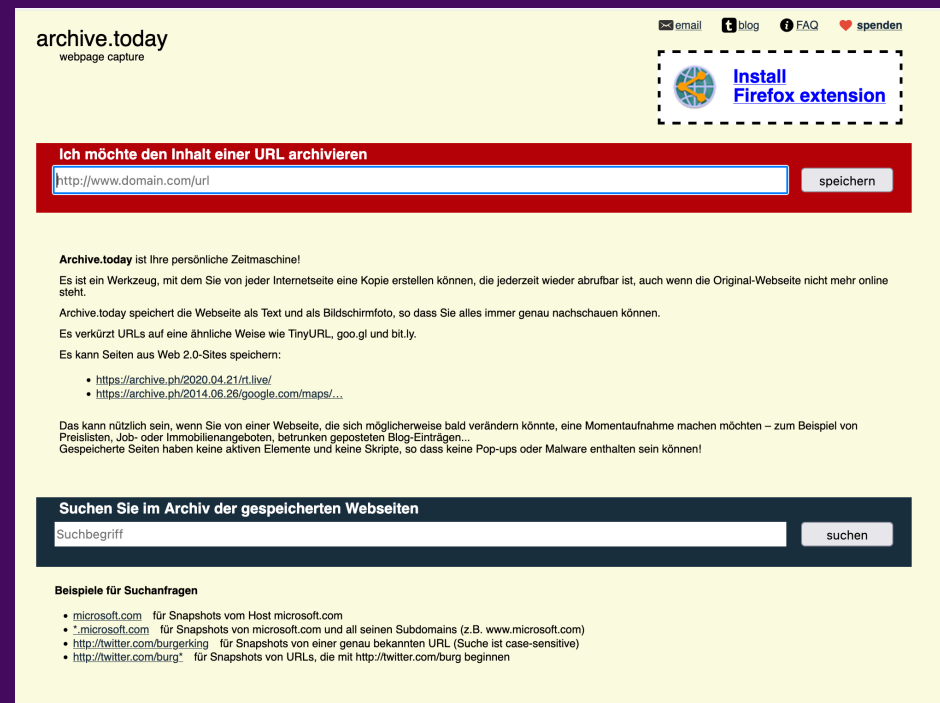 archive.today
webpage capture
email blog FAQ spenden
Install
Firefox extension
Ich möchte den Inhalt einer URL archivieren
http://www.domain.com/url
speichern
Archive.today ist Ihre persönliche Zeitmaschine!
Es ist ein Werkzeug, mit dem Sie von jeder Internetseite eine Kopie erstellen können, die jederzeit wieder abrufbar ist, auch wenn die Original-Webseite nicht mehr online
steht.
Archive.today speichert die Webseite als Text und als Bildschirmfoto, so dass Sie alles immer genau nachschauen können.
Es verkürzt URLs auf eine ähnliche Weise wie TinyURL, goo.gl und bit.ly.
Es kann Seiten aus Web 2.0-Sites speichern:
• https://archive.ph/2020.04.21/rt.live/
• https://archive.ph/2014.06.26/google.com/maps/…
Das kann nützlich sein, wenn Sie von einer Webseite, die sich möglicherweise bald verändern könnte, eine Momentaufnahme machen möchten – zum Beispiel von
Preislisten, Job- oder Immobilienangeboten, betrunken geposteten Blog-Einträgen...
Gespeicherte Seiten haben keine aktiven Elemente und keine Skripte, so dass keine Pop-ups oder Malware enthalten sein können!
Suchen Sie im Archiv der gespeicherten Webseiten
Suchbegriff
suchen
Beispiele für Suchanfragen
• microsoft.com für Snapshots vom Host microsoft.com
• *.microsoft.com für Snapshots von microsoft.com und all seinen Subdomains (z.B. www.microsoft.com)
• http://twitter.com/burgerking für Snapshots von einer genau bekannten URL (Suche ist case-sensitive)
• http://twitter.com/burg* für Snapshots von URLs, die mit http://twitter.com/burg beginnen